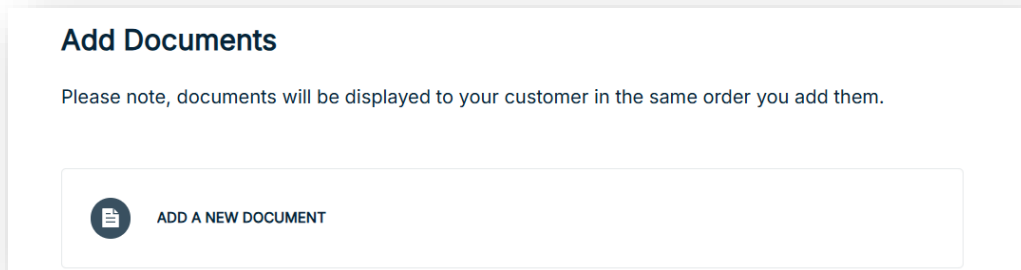 Add Documents
Please note, documents will be displayed to your customer in the same order you add them.
ADD A NEW DOCUMENT